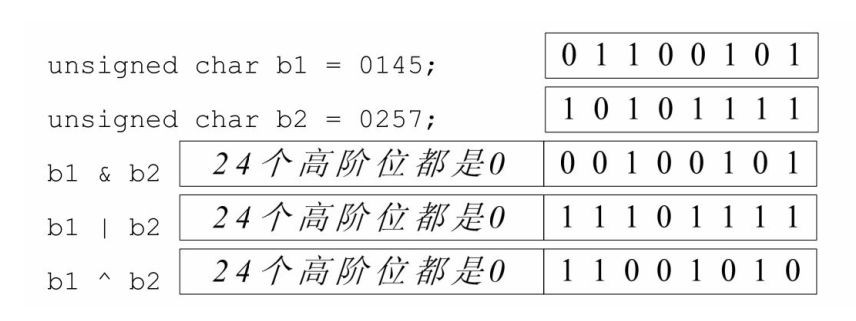 unsigned char b1 = 0145; 0 1 1 0 0 1 0 1
unsigned char b2 = 0257; 1 0 1 0 1 1 1 1
b1 & b2 24个高阶位都是0 0 0 1 0 0 1 0 1
b1 | b2 24个高阶位都是0 1 1 1 0 1 1 1 1
b1 ^ b2 24个高阶位都是0 1 1 0 0 1 0 1 0